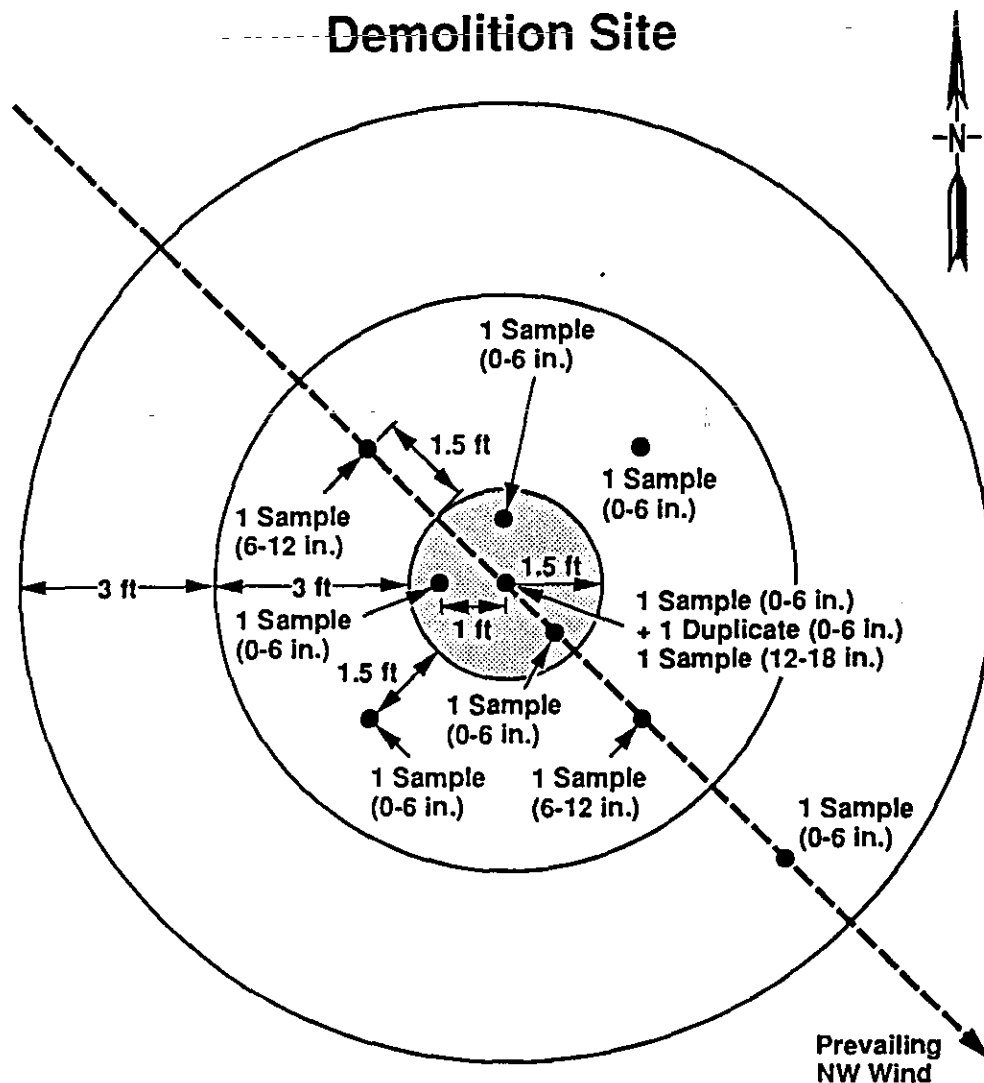 Demolition Site
N
1 Sample
(0-6 in.)
1.5 ft
1 Sample
(0-6 in.)
1 Sample
(6-12 in.)
3 ft
3 ft
1.5 ft
1 Sample
(0-6 in.)
1 ft
1 Sample (0-6 in.)
+ 1 Duplicate (0-6 in.)
1 Sample (12-18 in.)
1.5 ft
1 Sample
(0-6 in.)
1 Sample
(0-6 in.)
1 Sample
(6-12 in.)
1 Sample
(0-6 in.)
Prevailing
NW Wind